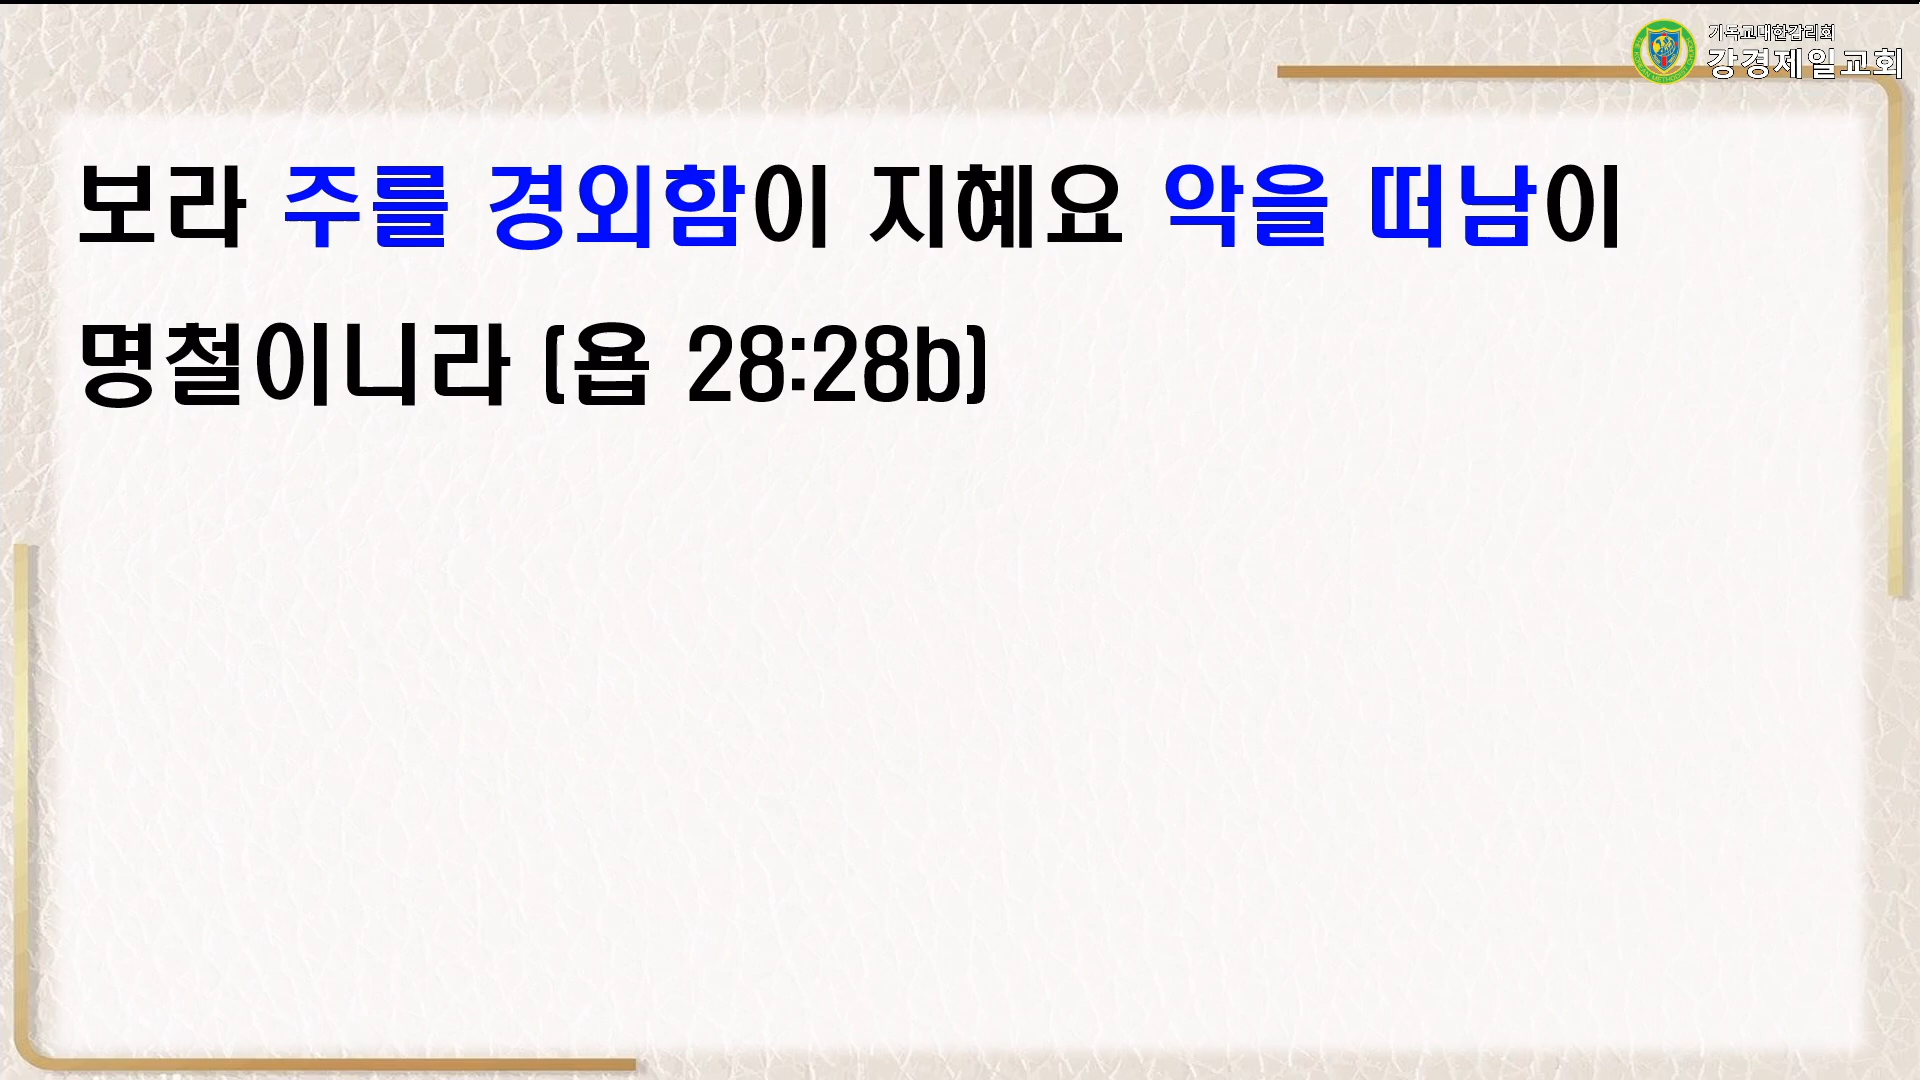 기독교대한감리회
강경제일교회
보라 주를 경외함이 지혜요 악을 떠남이
명철이니라 (욥 28:28b)